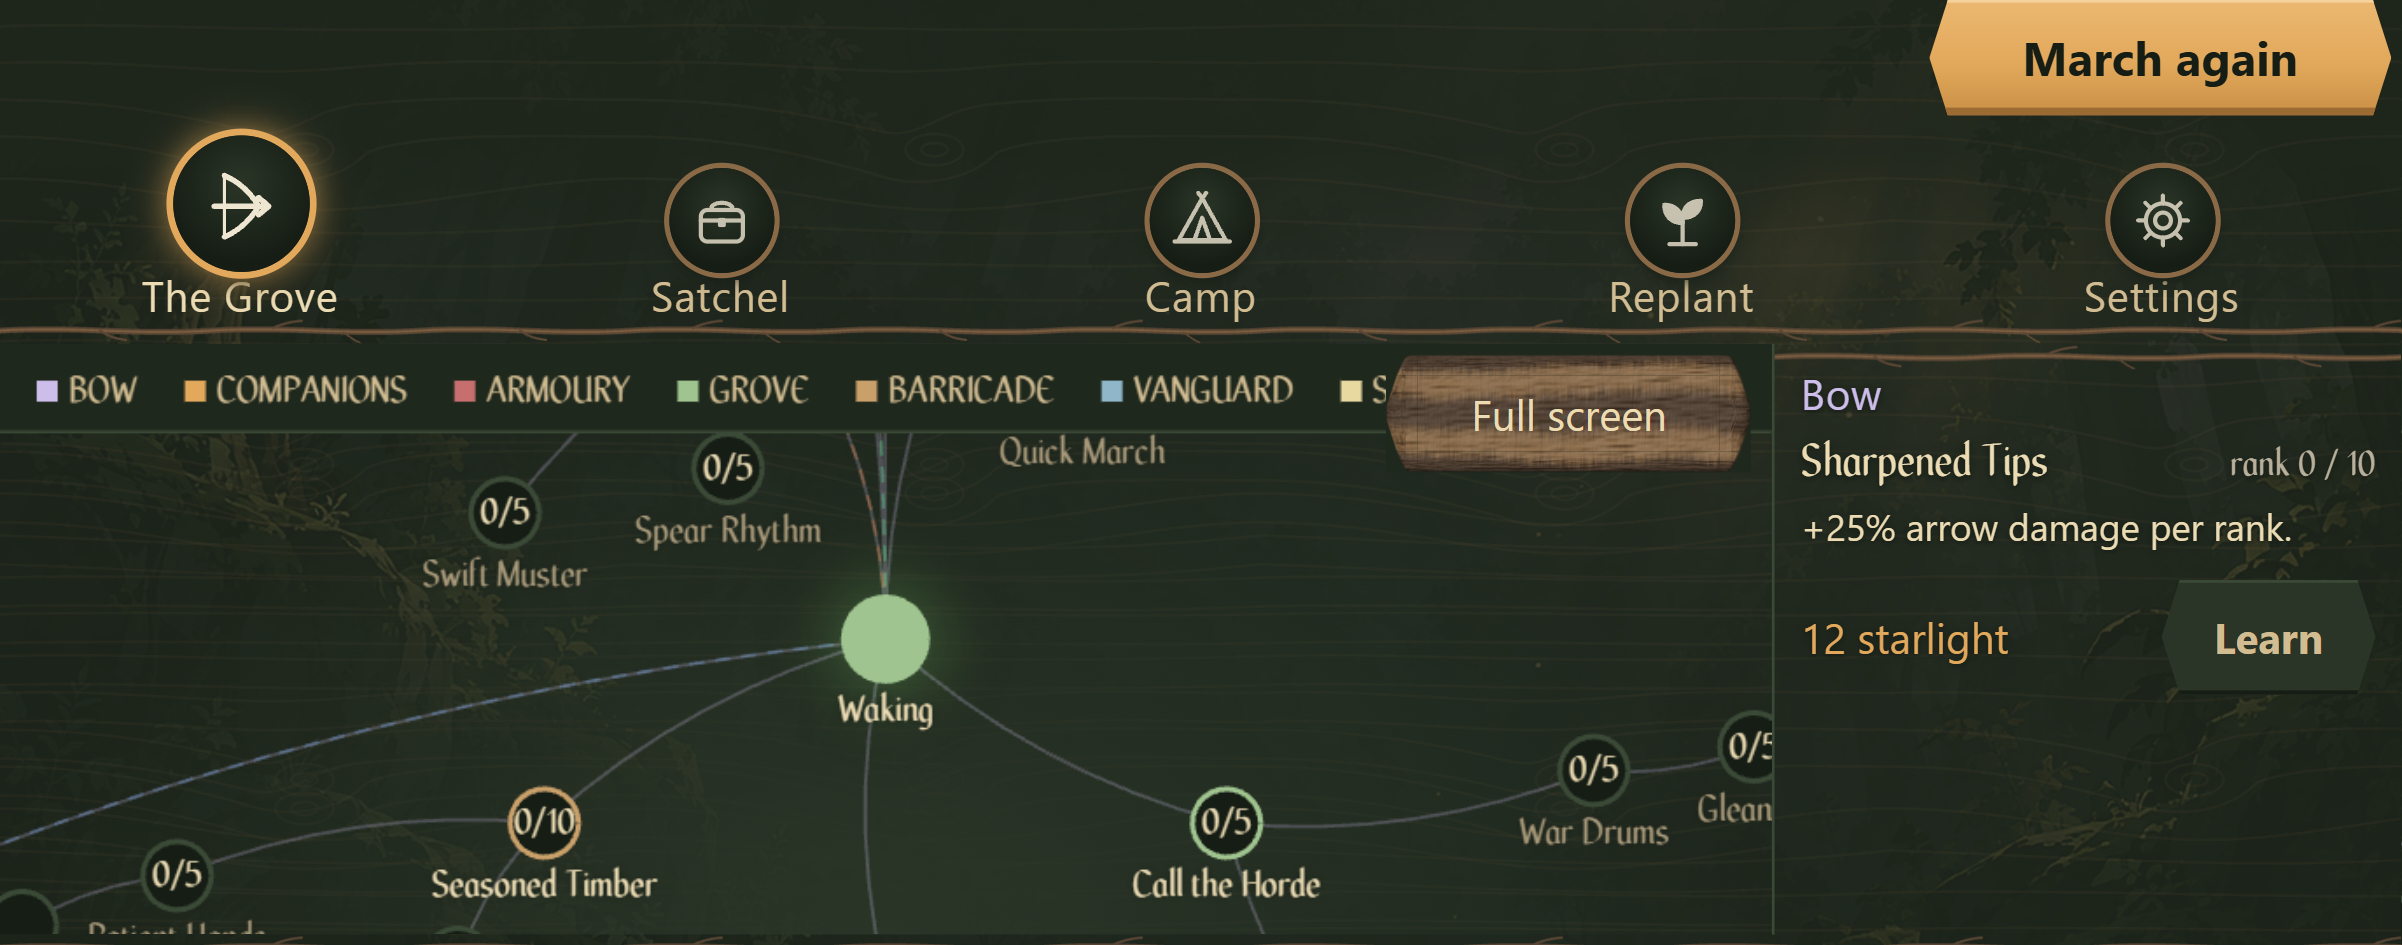 March again
The Grove
Satchel
Camp
Replant
Settings
BOW
COMPANIONS
ARMOURY
GROVE
BARRICADE
VANGUARD
S
Full screen
Bow
Sharpened Tips
rank 0 / 10
+25% arrow damage per rank.
12 starlight
Learn
Quick March
0/5
Spear Rhythm
0/5
Swift Muster
Waking
0/5
War Drums
0/5
Glean
0/10
Seasoned Timber
0/5
Call the Horde
0/5